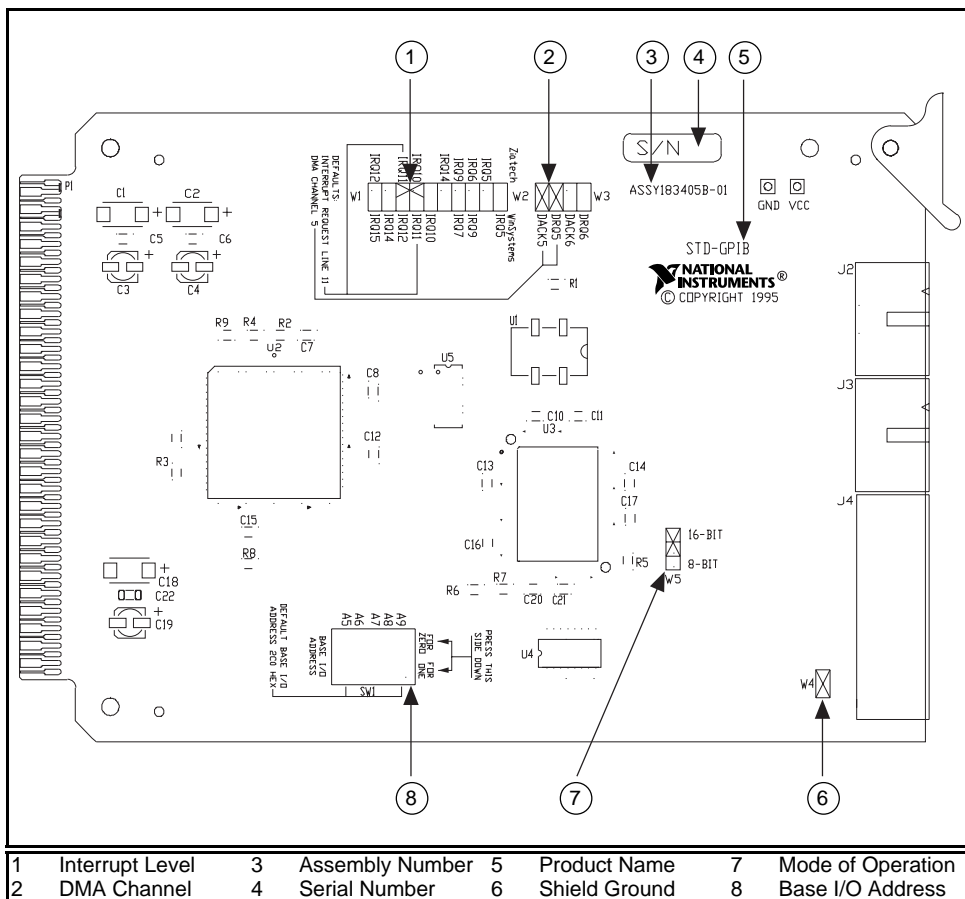 1
2
3
4
5
S/N
ASSY183405B-01
GND VCC
STD-GPIB
NATIONAL
INSTRUMENTS®
© COPYRIGHT 1995
P1
C1
C2
C5
C6
C3
C4
DEFAULTS:
INTERRUPT REQUEST LINE 11
DMA CHANNEL 5
IRQ12
IRQ11
IRQ10
IRQ14
IRQ9
IRQ6
IRQ5
Ziatech
W1
W2
W3
IRQ15
IRQ14
IRQ12
IRQ11
IRQ10
IRQ7
IRQ9
IRQ5
WinSystems
DACK5
DRQ5
DACK6
DRQ6
R1
J2
R9
R4
R2
C7
U2
U1
U5
C8
J3
C10
C11
U3
C12
R3
C13
C14
C17
J4
C15
R8
C16
16-BIT
8-BIT
W5
R5
C18
C22
C19
R6
R7
C20
C21
DEFAULT BASE I/O
ADDRESS 2C0 HEX
BASE I/O
ADDRESS
A5
A6
A7
A8
A9
SW1
FOR
ZERO
FOR
ONE
PRESS THIS
SIDE DOWN
U4
W4
8
7
6
1 Interrupt Level 3 Assembly Number 5 Product Name 7 Mode of Operation
2 DMA Channel 4 Serial Number 6 Shield Ground 8 Base I/O Address